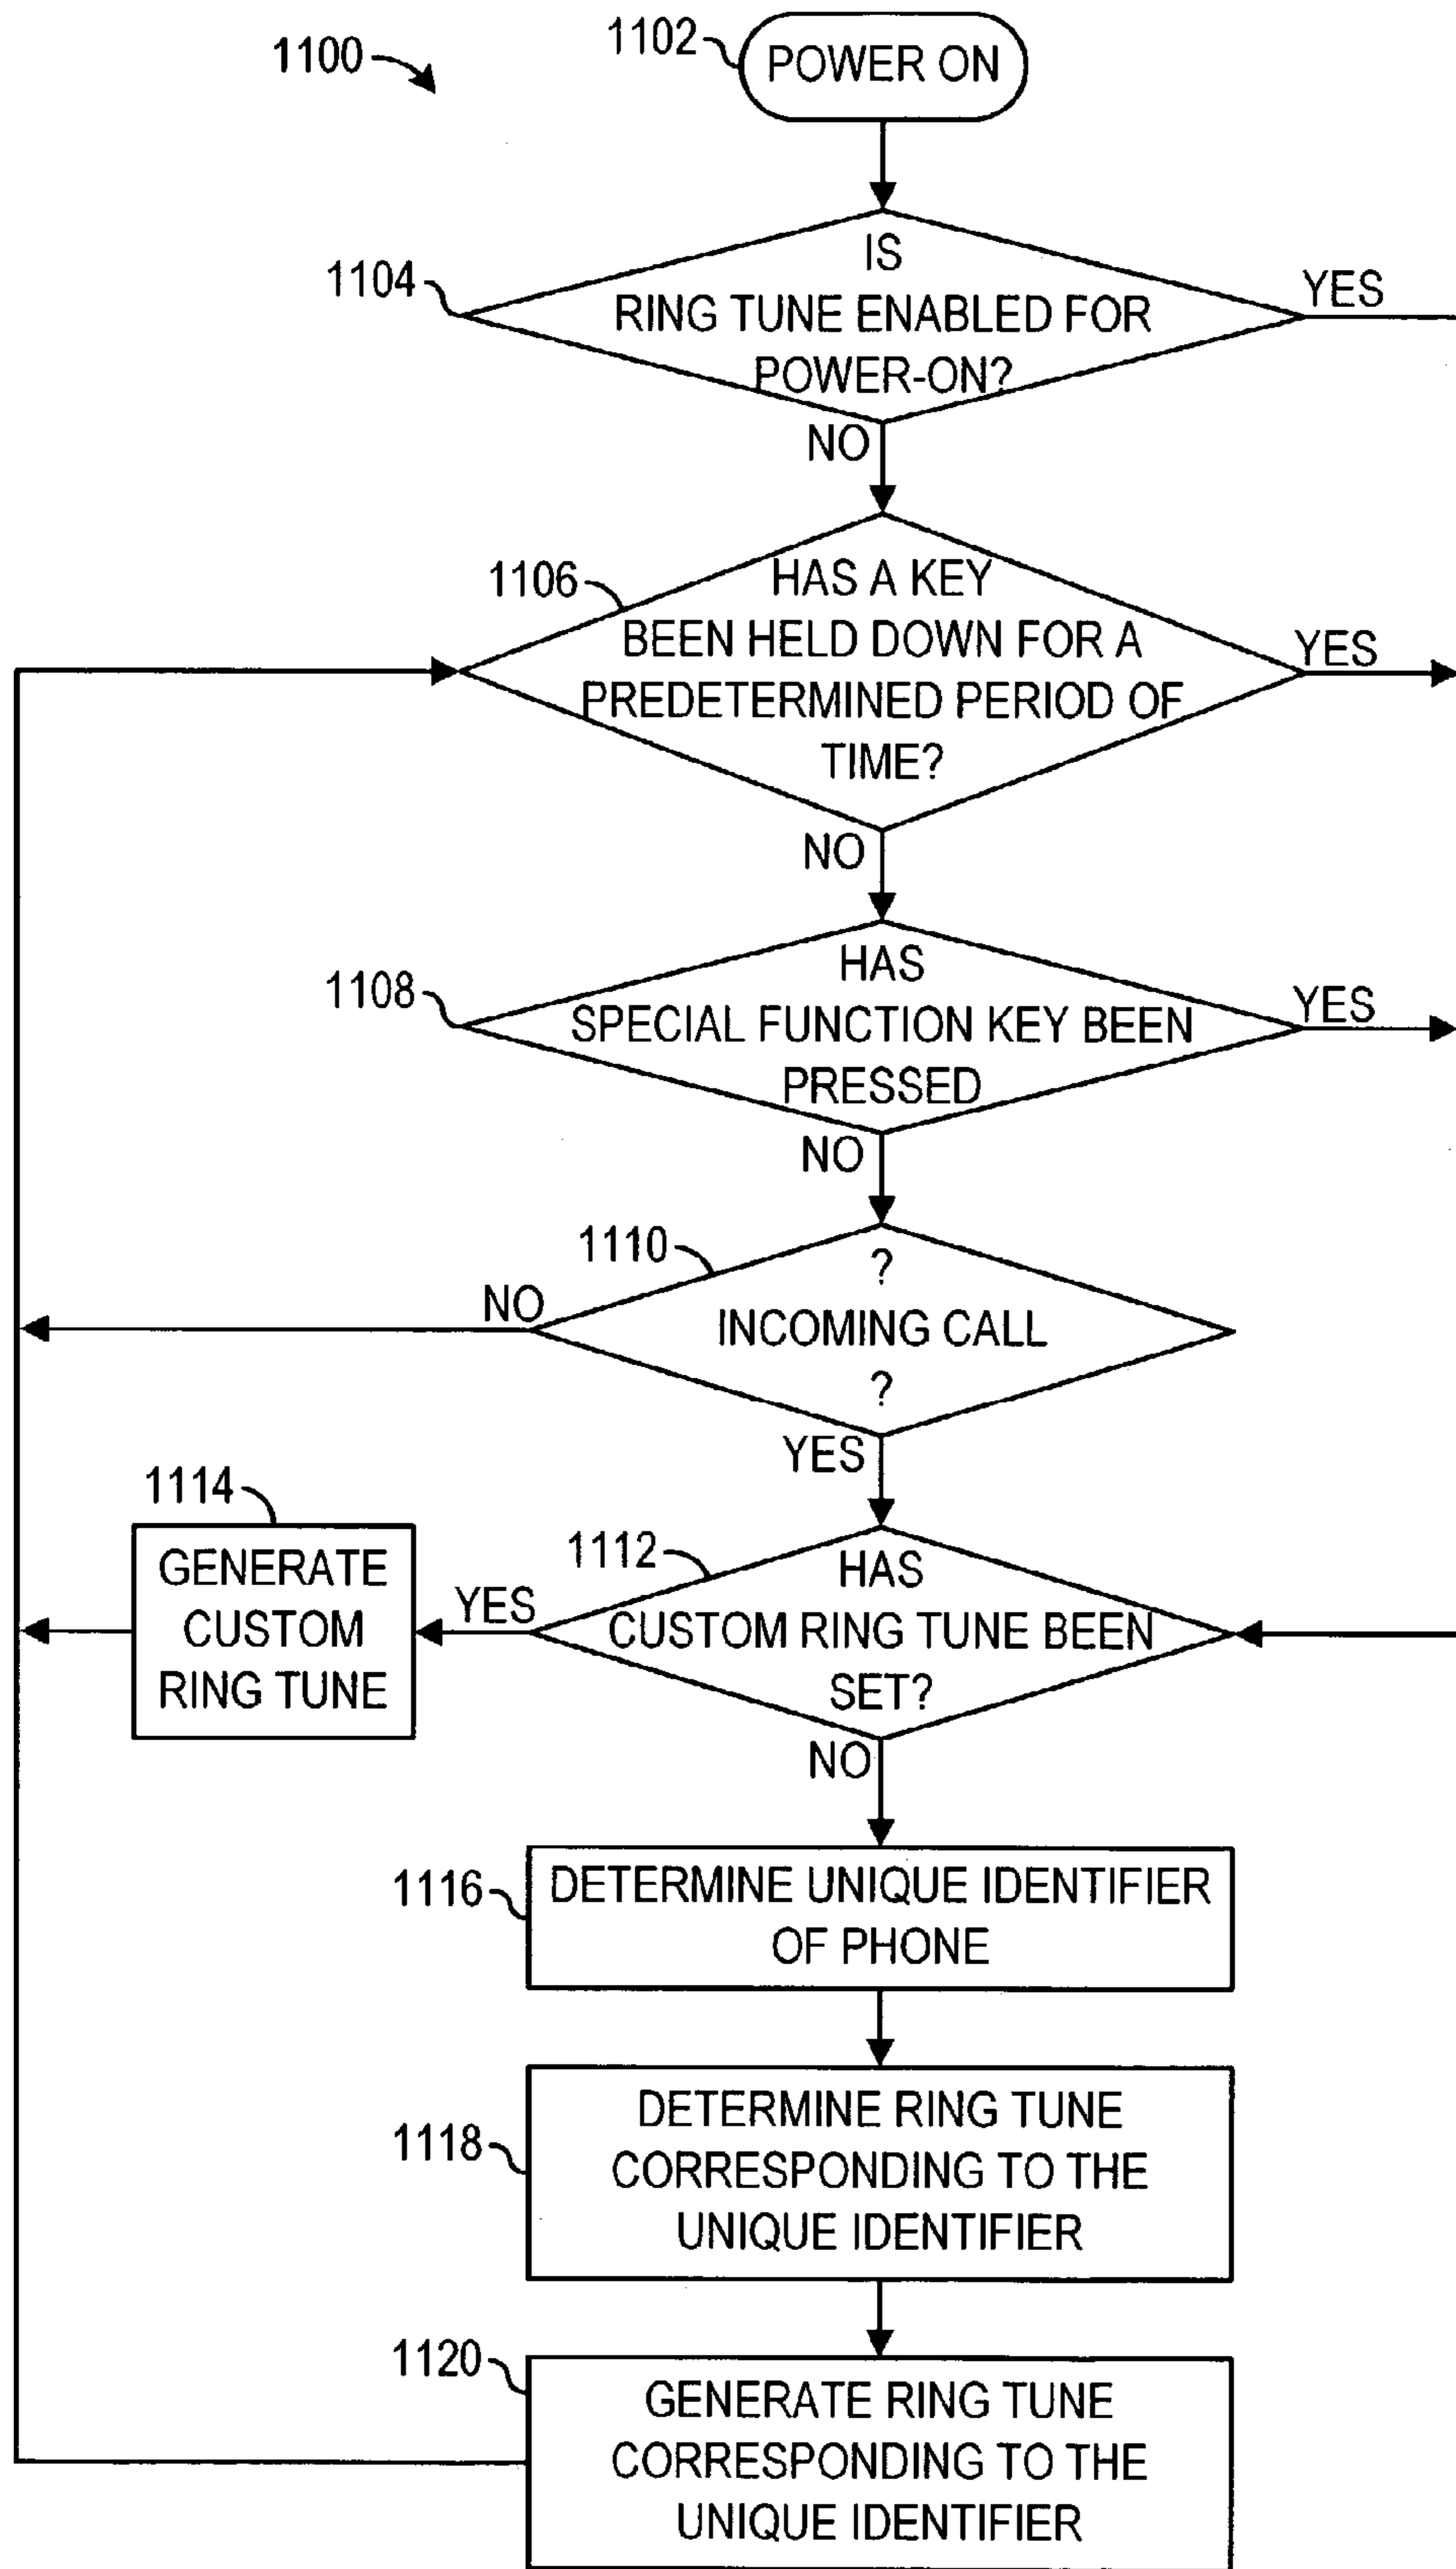 1100
1102
POWER ON
1104
IS
RING TUNE ENABLED FOR
POWER-ON?
YES
NO
1106
HAS A KEY
BEEN HELD DOWN FOR A
PREDETERMINED PERIOD OF
TIME?
YES
NO
1108
HAS
SPECIAL FUNCTION KEY BEEN
PRESSED
YES
NO
1110
?
INCOMING CALL
?
NO
YES
1114
GENERATE
CUSTOM
RING TUNE
YES
1112
HAS
CUSTOM RING TUNE BEEN
SET?
NO
1116
DETERMINE UNIQUE IDENTIFIER
OF PHONE
1118
DETERMINE RING TUNE
CORRESPONDING TO THE
UNIQUE IDENTIFIER
1120
GENERATE RING TUNE
CORRESPONDING TO THE
UNIQUE IDENTIFIER